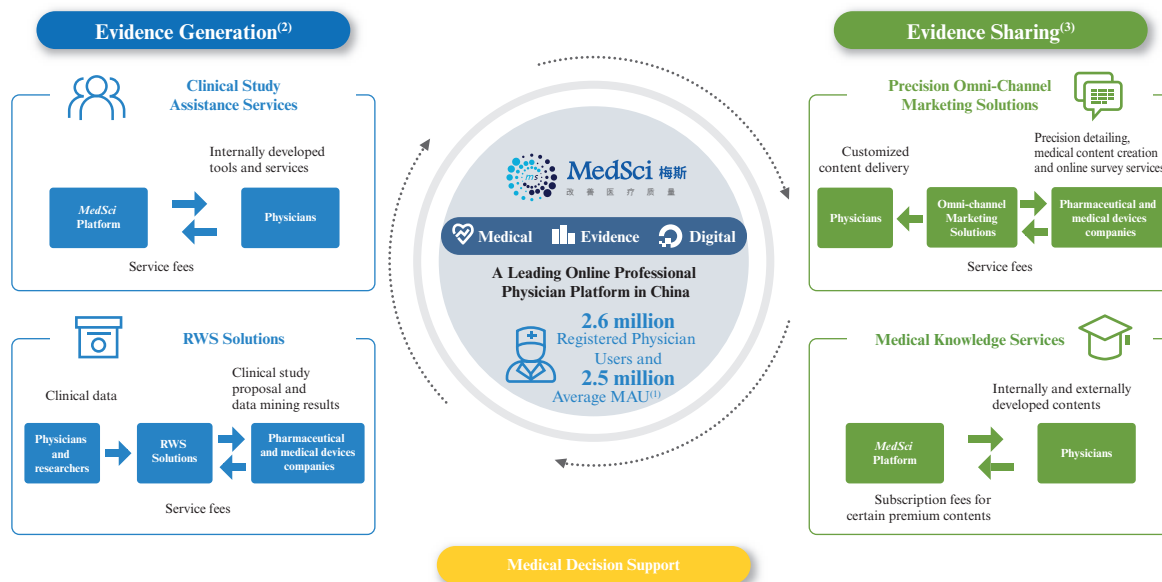 Evidence Generation(2)
Clinical Study
Assistance Services
Internally developed
tools and services
MedSci
Platform
Physicians
Service fees
RWS Solutions
Clinical data
Clinical study
proposal and
data mining results
Physicians
and
researchers
RWS
Solutions
Pharmaceutical
and medical devices
companies
Service fees
ms
MedSci 梅斯
改善医疗质量
Medical
Evidence
Digital
A Leading Online Professional
Physician Platform in China
2.6 million
Registered Physician
Users and
2.5 million
Average MAU(1)
Medical Decision Support
Evidence Sharing(3)
Precision Omni-Channel
Marketing Solutions
Customized
content delivery
Precision detailing,
medical content creation
and online survey services
Physicians
Omni-channel
Marketing
Solutions
Pharmaceutical and
medical devices
companies
Service fees
Medical Knowledge Services
Internally and externally
developed contents
MedSci
Platform
Physicians
Subscription fees for
certain premium contents